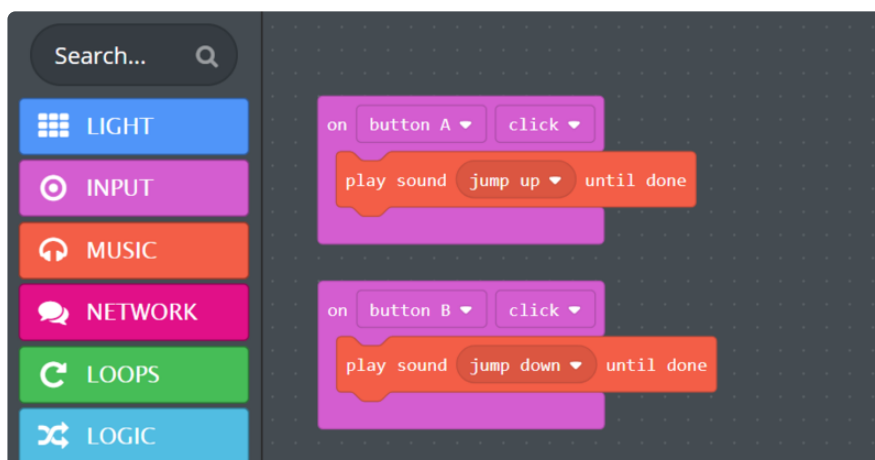 Search...
LIGHT
INPUT
MUSIC
NETWORK
LOOPS
LOGIC
on button A click
play sound jump up until done
on button B click
play sound jump down until done